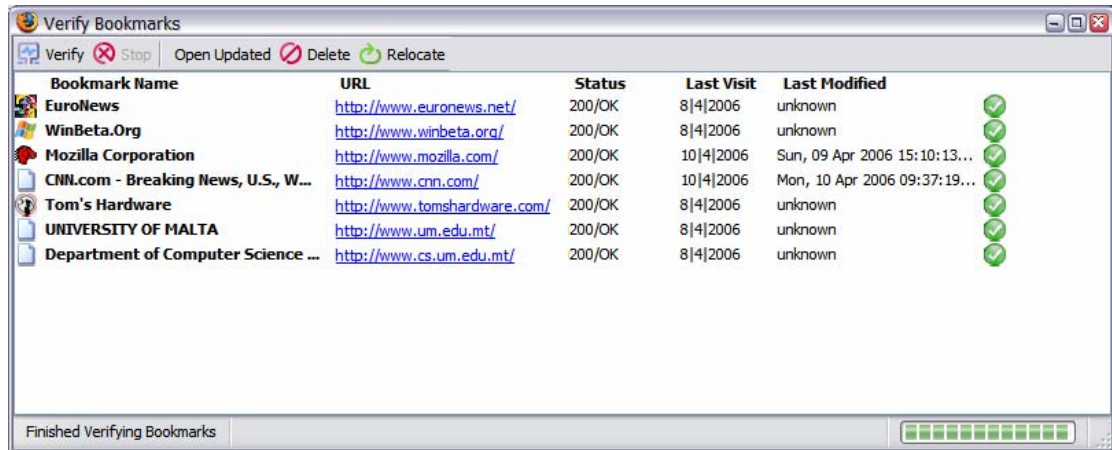 Verify Bookmarks
Verify Stop Open Updated Delete Relocate
Bookmark Name URL Status Last Visit Last Modified
EuroNews http://www.euronews.net/ 200/OK 8|4|2006 unknown
WinBeta.Org http://www.winbeta.org/ 200/OK 8|4|2006 unknown
Mozilla Corporation http://www.mozilla.com/ 200/OK 10|4|2006 Sun, 09 Apr 2006 15:10:13...
CNN.com - Breaking News, U.S., W... http://www.cnn.com/ 200/OK 10|4|2006 Mon, 10 Apr 2006 09:37:19...
Tom's Hardware http://www.tomshardware.com/ 200/OK 8|4|2006 unknown
UNIVERSITY OF MALTA http://www.um.edu.mt/ 200/OK 8|4|2006 unknown
Department of Computer Science ... http://www.cs.um.edu.mt/ 200/OK 8|4|2006 unknown
Finished Verifying Bookmarks